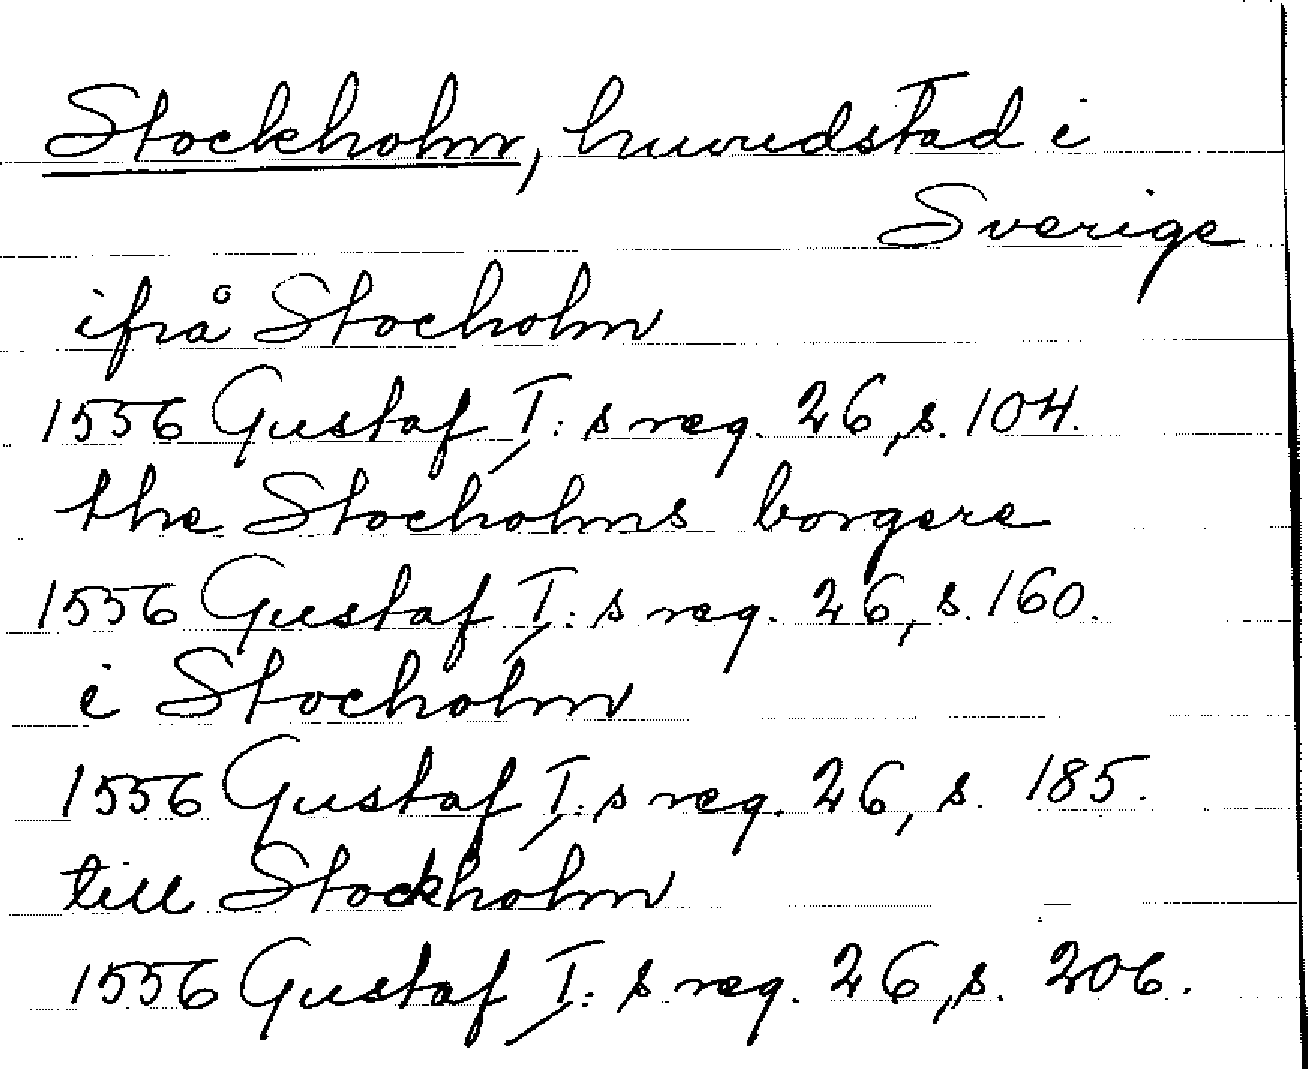 Stockholm, huvudstad i
Sverige
ifrå Stocholm
1556 Gustaf I:s reg. 26, s. 104.
the Stocholms borgere
1556 Gustaf I:s reg. 26, s. 160.
i Stocholm
1556 Gustaf I:s reg. 26, s. 185.
till Stockholm
1556 Gustaf I:s reg. 26, s. 206.